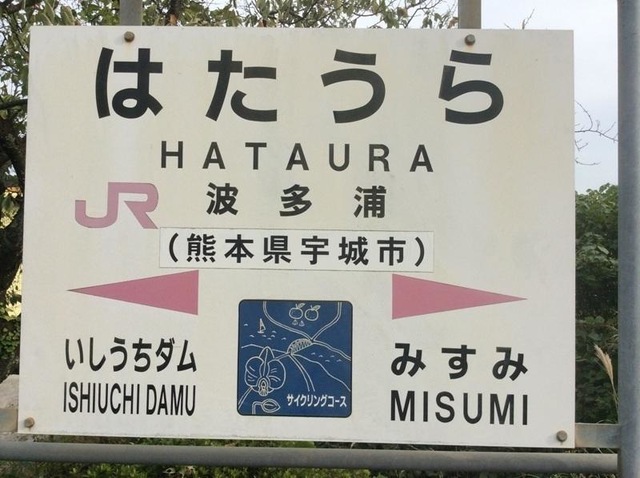 はたうら
HATAURA
JR
波多浦
(熊本県宇城市)
いしうちダム
ISHIUCHI DAMU
サイクリングコース
みすみ
MISUMI